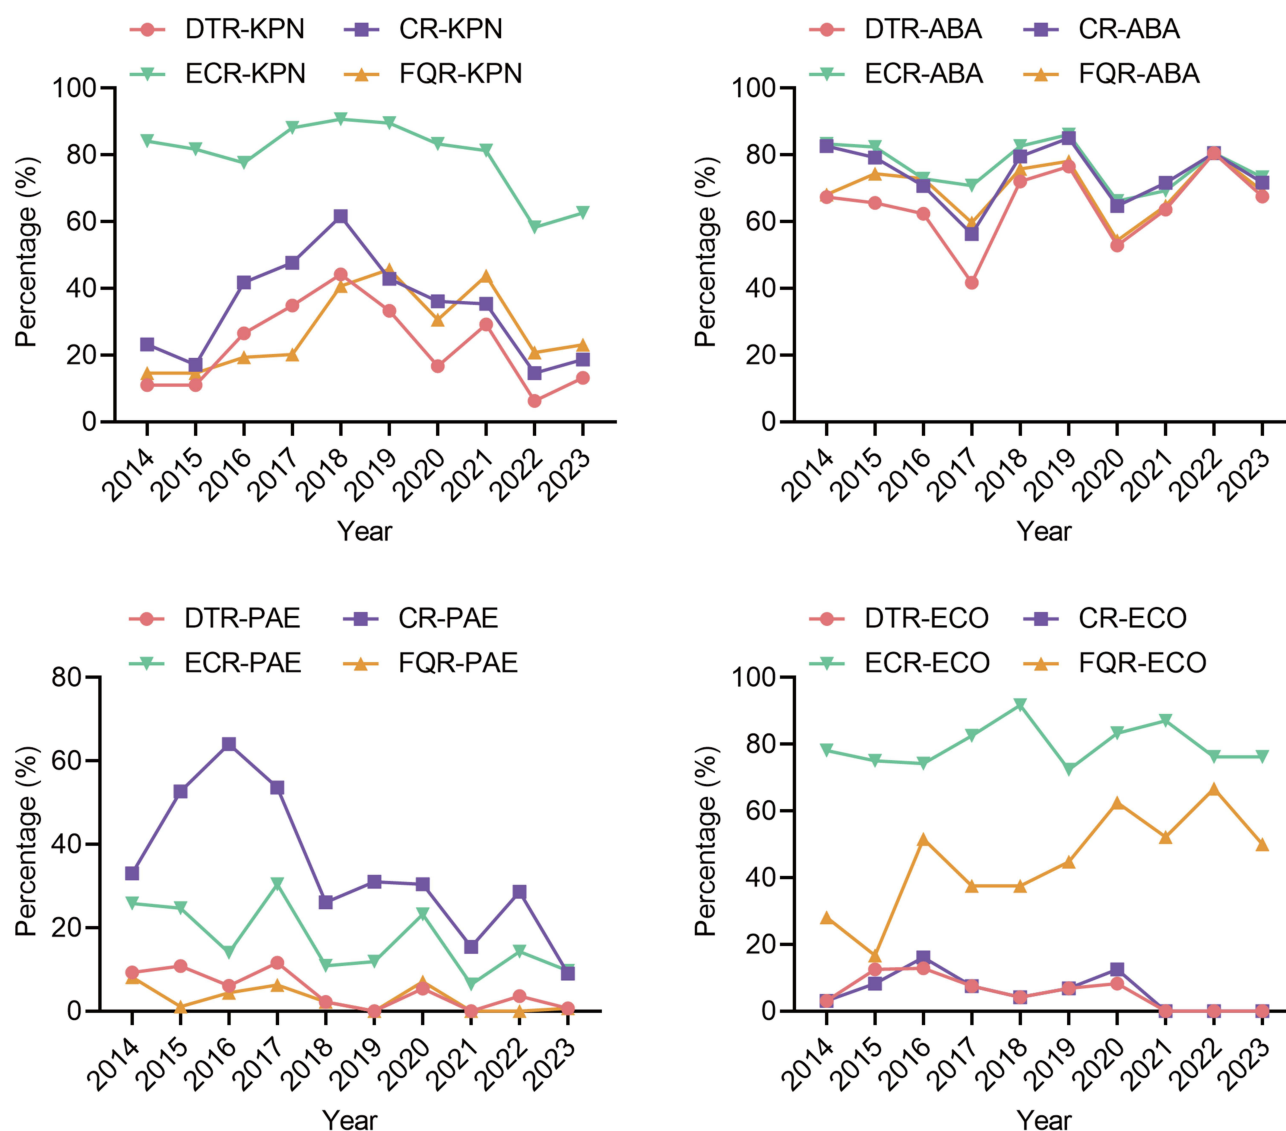 DTR-KPN CR-KPN
ECR-KPN FQR-KPN
Percentage (%)
100
80
60
40
20
0
2014 2015 2016 2017 2018 2019 2020 2021 2022 2023
Year
DTR-ABA CR-ABA
ECR-ABA FQR-ABA
Percentage (%)
100
80
60
40
20
0
2014 2015 2016 2017 2018 2019 2020 2021 2022 2023
Year
DTR-PAE CR-PAE
ECR-PAE FQR-PAE
Percentage (%)
80
60
40
20
0
2014 2015 2016 2017 2018 2019 2020 2021 2022 2023
Year
DTR-ECO CR-ECO
ECR-ECO FQR-ECO
Percentage (%)
100
80
60
40
20
0
2014 2015 2016 2017 2018 2019 2020 2021 2022 2023
Year